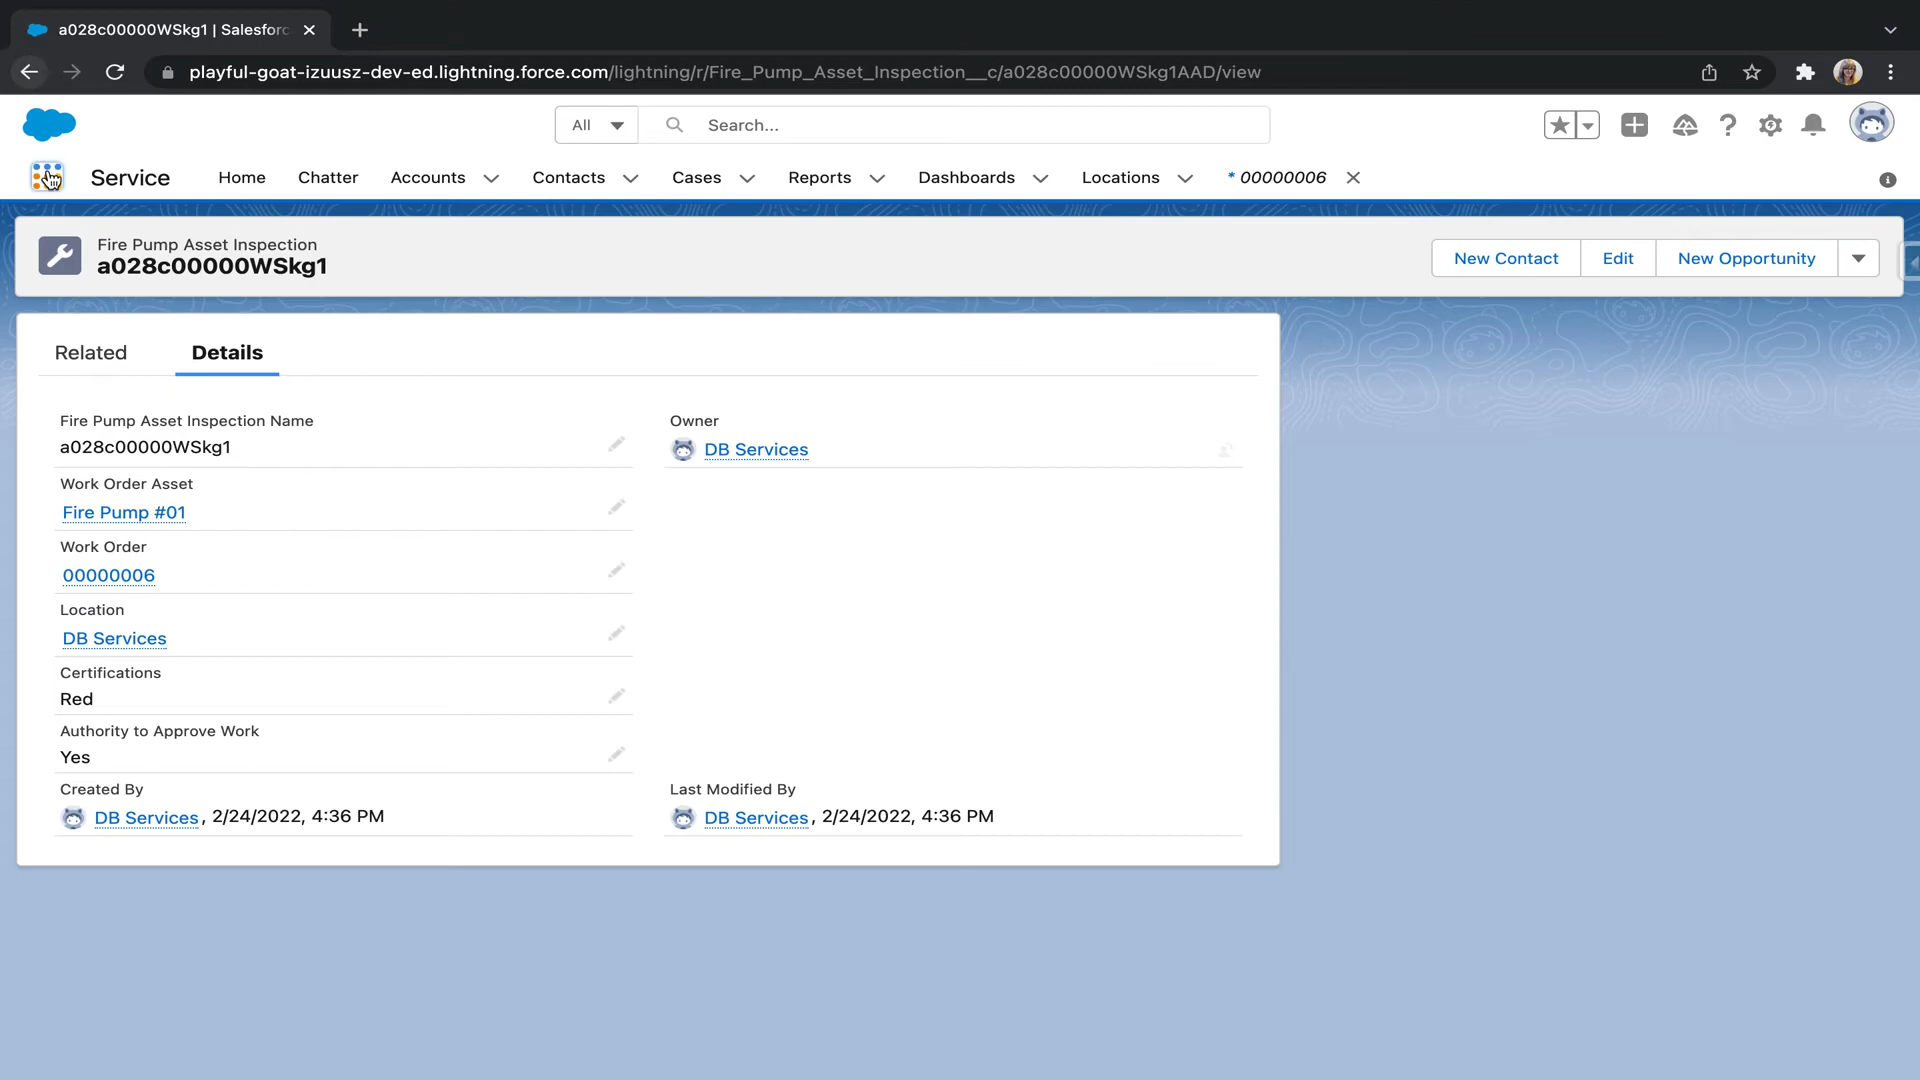 a028c00000WSkg1 | Salesforc
playful-goat-izuusz-dev-ed.lightning.force.com/lightning/r/Fire_Pump_Asset_Inspection__c/a028c00000WSkg1AAD/view
All
Search...
Service
Home
Chatter
Accounts
Contacts
Cases
Reports
Dashboards
Locations
* 00000006
Fire Pump Asset Inspection
a028c00000WSkg1
New Contact
Edit
New Opportunity
Related
Details
Fire Pump Asset Inspection Name
a028c00000WSkg1
Owner
DB Services
Work Order Asset
Fire Pump #01
Work Order
00000006
Location
DB Services
Certifications
Red
Authority to Approve Work
Yes
Created By
DB Services, 2/24/2022, 4:36 PM
Last Modified By
DB Services, 2/24/2022, 4:36 PM